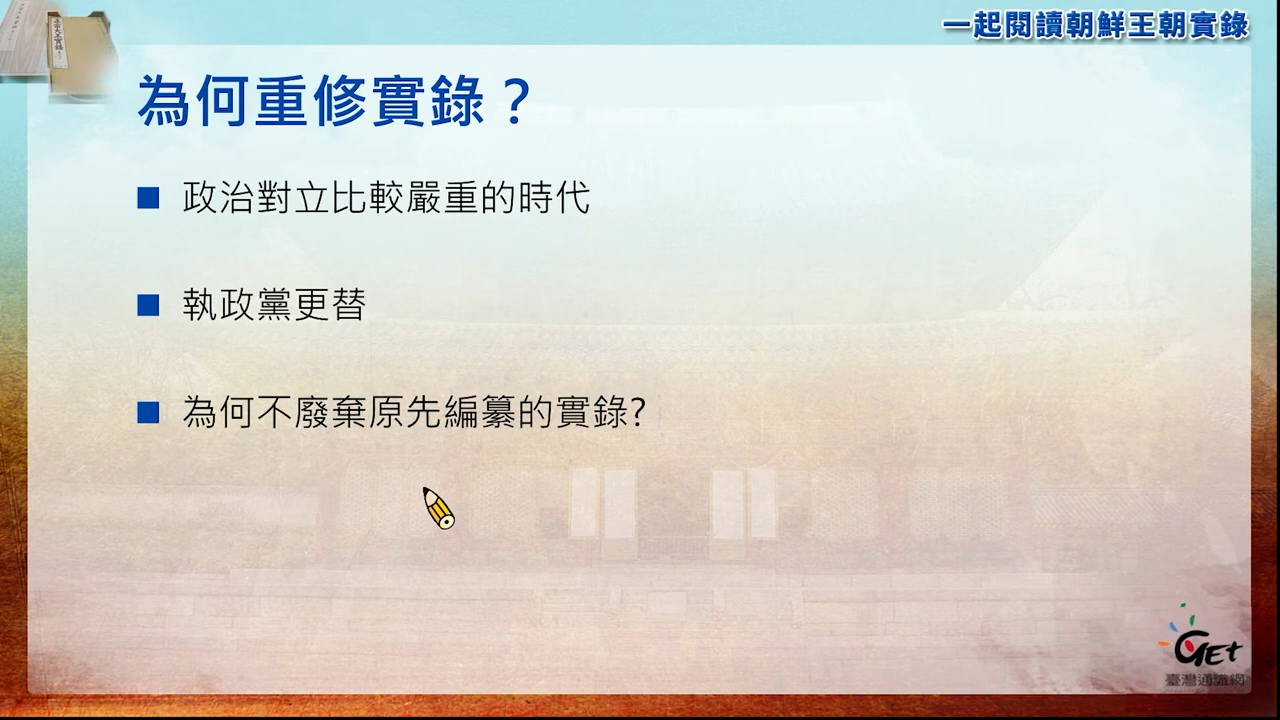 一起閱讀朝鮮王朝實錄
為何重修實錄？
政治對立比較嚴重的時代
執政黨更替
為何不廢棄原先編纂的實錄?
GET
臺灣通識網